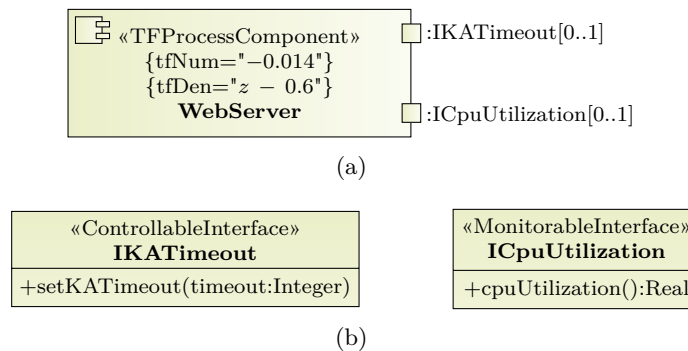 «TFProcessComponent»
{tfNum="−0.014"}
{tfDen="z − 0.6"}
WebServer
:IKATimeout[0..1]
:ICpuUtilization[0..1]
(a)
«ControllableInterface»
IKATimeout
+setKATimeout(timeout:Integer)
«MonitorableInterface»
ICpuUtilization
+cpuUtilization():Real
(b)